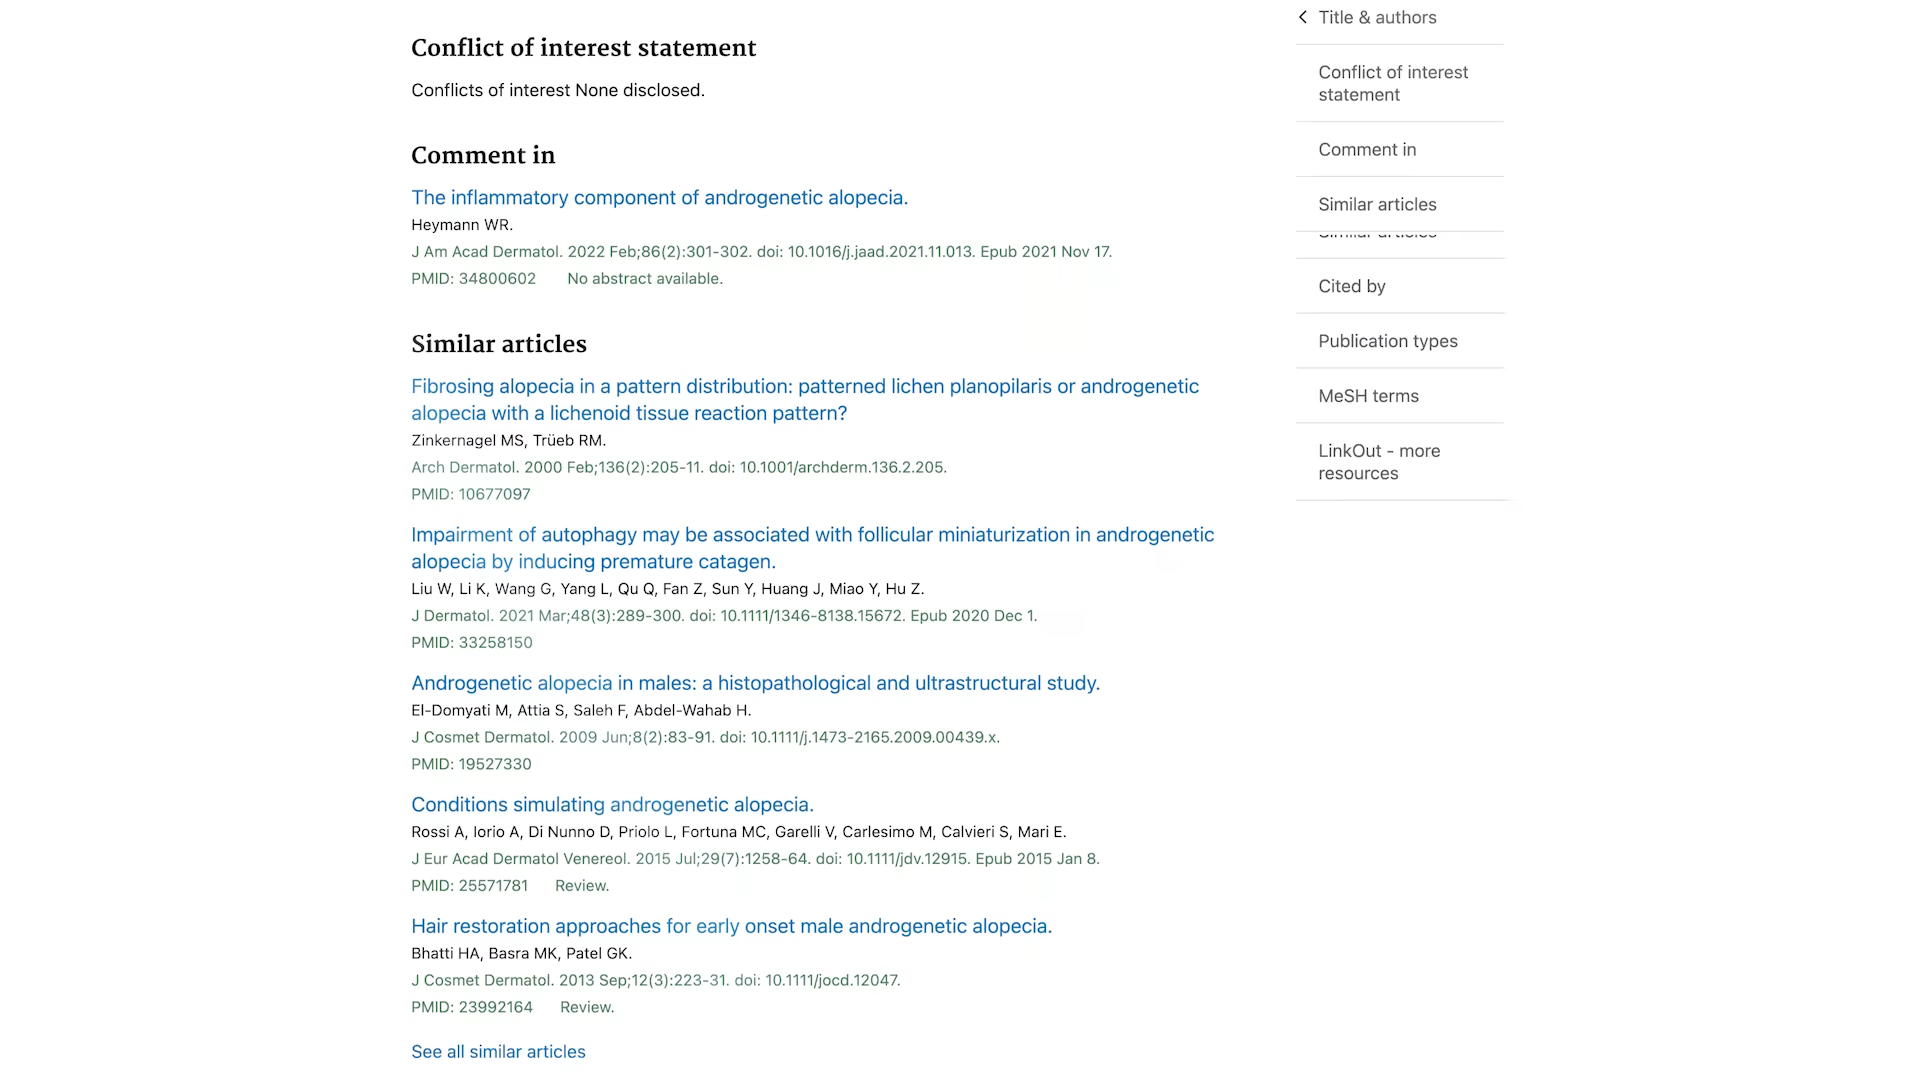 Conflict of interest statement
Conflicts of interest None disclosed.
Comment in
The inflammatory component of androgenetic alopecia.
Heymann WR.
J Am Acad Dermatol. 2022 Feb;86(2):301-302. doi: 10.1016/j.jaad.2021.11.013. Epub 2021 Nov 17.
PMID: 34800602 No abstract available.
Similar articles
Fibrosing alopecia in a pattern distribution: patterned lichen planopilaris or androgenetic
alopecia with a lichenoid tissue reaction pattern?
Zinkernagel MS, Trüeb RM.
Arch Dermatol. 2000 Feb;136(2):205-11. doi: 10.1001/archderm.136.2.205.
PMID: 10677097
Impairment of autophagy may be associated with follicular miniaturization in androgenetic
alopecia by inducing premature catagen.
Liu W, Li K, Wang G, Yang L, Qu Q, Fan Z, Sun Y, Huang J, Miao Y, Hu Z.
J Dermatol. 2021 Mar;48(3):289-300. doi: 10.1111/1346-8138.15672. Epub 2020 Dec 1.
PMID: 33258150
Androgenetic alopecia in males: a histopathological and ultrastructural study.
El-Domyati M, Attia S, Saleh F, Abdel-Wahab H.
J Cosmet Dermatol. 2009 Jun;8(2):83-91. doi: 10.1111/j.1473-2165.2009.00439.x.
PMID: 19527330
Conditions simulating androgenetic alopecia.
Rossi A, Iorio A, Di Nunno D, Priolo L, Fortuna MC, Garelli V, Carlesimo M, Calvieri S, Mari E.
J Eur Acad Dermatol Venereol. 2015 Jul;29(7):1258-64. doi: 10.1111/jdv.12915. Epub 2015 Jan 8.
PMID: 25571781 Review.
Hair restoration approaches for early onset male androgenetic alopecia.
Bhatti HA, Basra MK, Patel GK.
J Cosmet Dermatol. 2013 Sep;12(3):223-31. doi: 10.1111/jocd.12047.
PMID: 23992164 Review.
See all similar articles
Title & authors
Conflict of interest
statement
Comment in
Similar articles
Similar articles
Cited by
Publication types
MeSH terms
LinkOut - more
resources